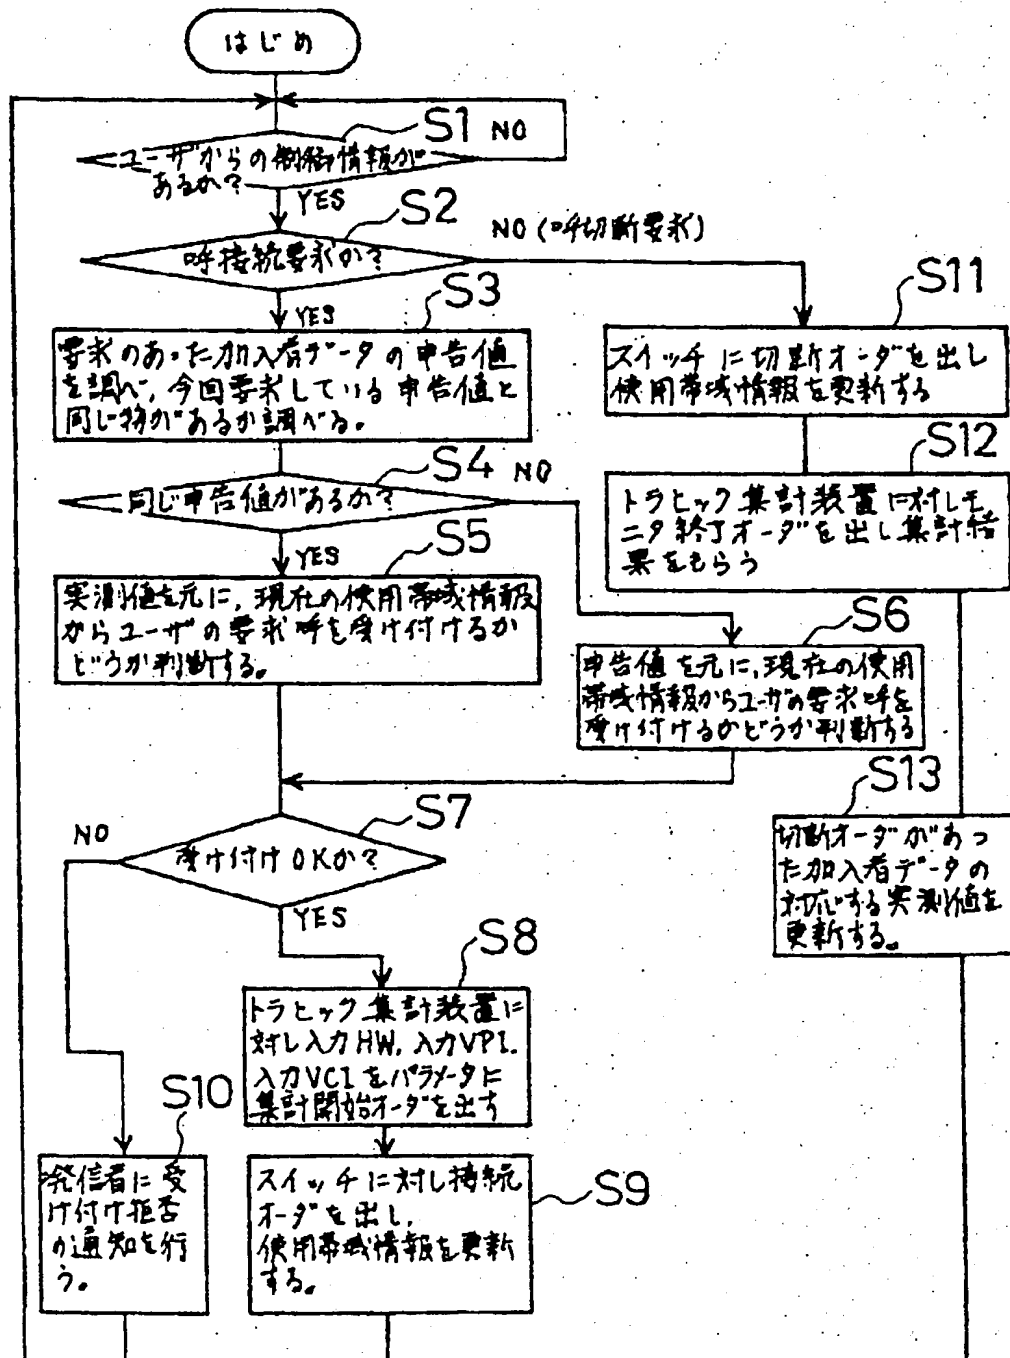 はじめ
S1 NO
ユーザからの制御情報が
あるか?
YES
S2
NO (呼切断要求)
呼接続要求か?
YES
S3
要求のあった加入者データの申告値
を調べ、今回要求している申告値と
同じ物があるか調べる。
S11
スイッチに切断オーダを出し
使用帯域情報を更新する
S4 NO
同じ申告値があるか?
YES
S12
トラヒック集計装置に対しモ
ニタ終了オーダを出し集計結
果をもらう
S5
実測値を元に、現在の使用帯域情報
からユーザの要求呼を受け付けるか
どうか判断する。
S6
申告値を元に、現在の使用
帯域情報からユーザの要求呼を
受け付けるかどうか判断する
S7
NO
受け付けOKか?
YES
S13
切断オーダがあっ
た加入者データの
対応する実測値を
更新する。
S8
トラヒック集計装置に
対し入力HW、入力VPI、
入力VCIをパラメータに
集計開始オーダを出す
S10
発信者に受
け付け拒否
の通知を行
う。
S9
スイッチに対し接続
オーダを出し、
使用帯域情報を更新
する。